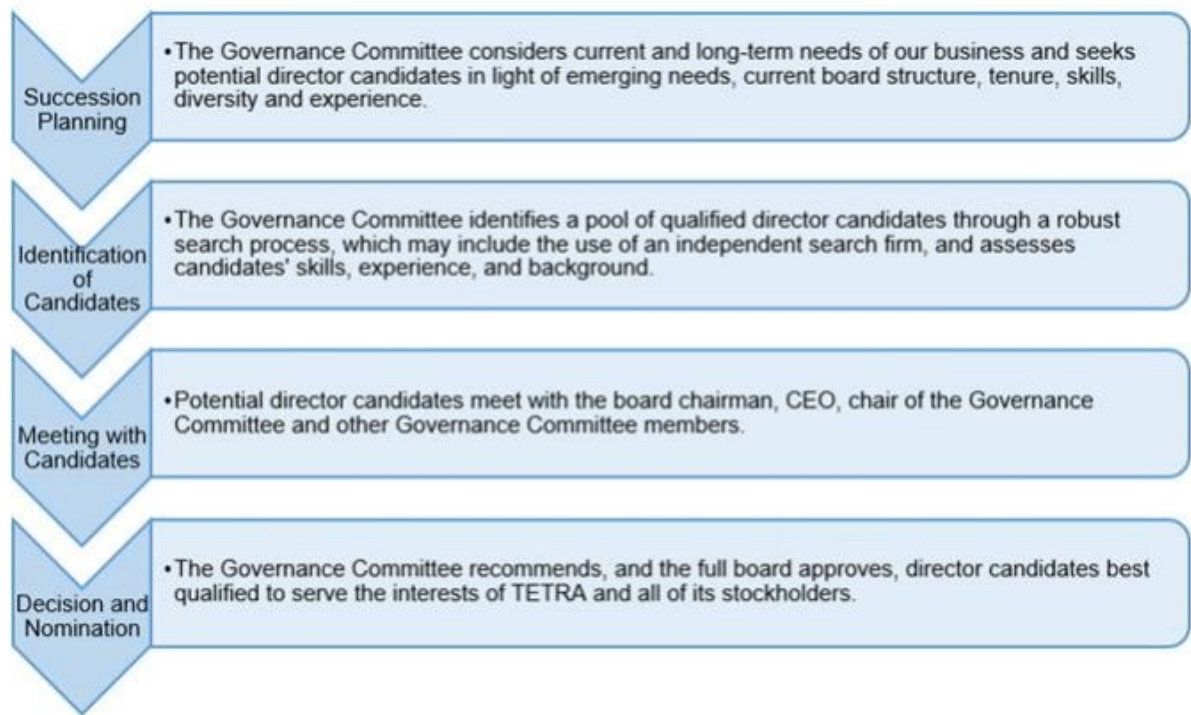 Succession
Planning
•The Governance Committee considers current and long-term needs of our business and seeks
potential director candidates in light of emerging needs, current board structure, tenure, skills,
diversity and experience.
Identification
of
Candidates
•The Governance Committee identifies a pool of qualified director candidates through a robust
search process, which may include the use of an independent search firm, and assesses
candidates' skills, experience, and background.
Meeting with
Candidates
•Potential director candidates meet with the board chairman, CEO, chair of the Governance
Committee and other Governance Committee members.
Decision and
Nomination
•The Governance Committee recommends, and the full board approves, director candidates best
qualified to serve the interests of TETRA and all of its stockholders.